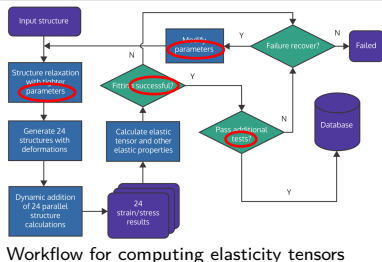 Input structure
Modify
parameters
Failure recover?
Failed
Y
N
N
Structure relaxation
with tighter
parameters
Fitting successful?
Y
N
Generate 24
structures with
deformations
Calculate elastic
tensor and other
elastic properties
Pass additional
tests?
Database
Dynamic addition
of 24 parallel
structure
calculations
24
strain/stress
results
Y
Workflow for computing elasticity tensors